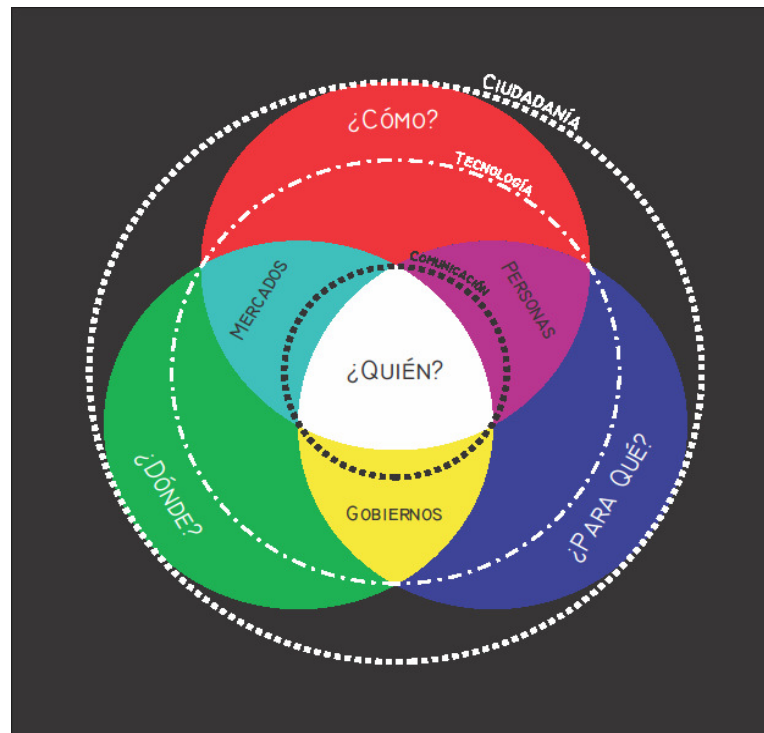 Ciudadanía
¿Cómo?
Tecnología
Comunicación
Mercados
Personas
¿Quién?
¿Dónde?
¿Para Qué?
Gobiernos